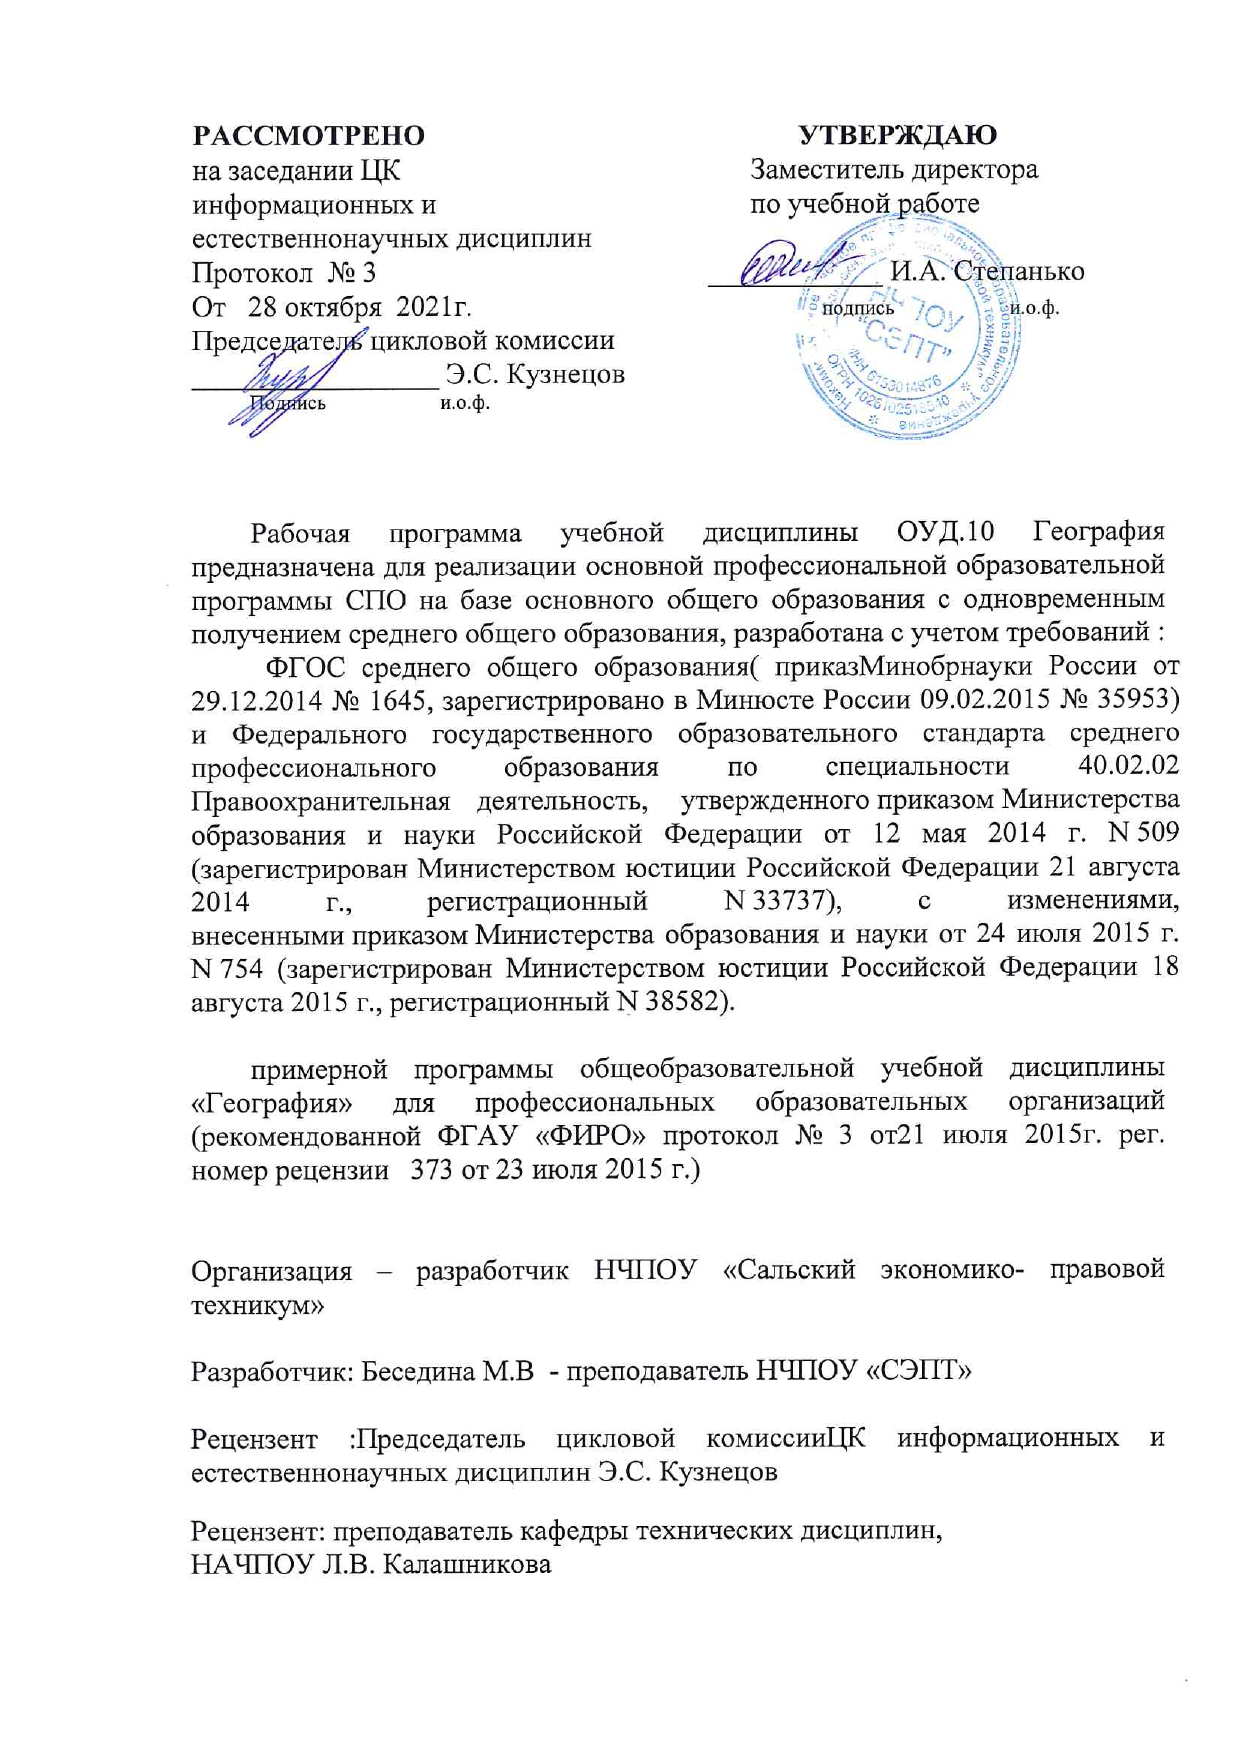 РАССМОТРЕНО
на заседании ЦК
информационных и
естественнонаучных дисциплин
Протокол № 3
От 28 октября 2021г.
Председатель цикловой комиссии
Э.С. Кузнецов
Подпись и.о.ф.
УТВЕРЖДАЮ
Заместитель директора
по учебной работе
И.А. Степанько
подпись и.о.ф.
"СЭПТ"
ИНН 6153014876
Рабочая программа учебной дисциплины ОУД.10 География
предназначена для реализации основной профессиональной образовательной
программы СПО на базе основного общего образования с одновременным
получением среднего общего образования, разработана с учетом требований :
ФГОС среднего общего образования( приказМинобрнауки России от
29.12.2014 № 1645, зарегистрировано в Минюсте России 09.02.2015 № 35953)
и Федерального государственного образовательного стандарта среднего
профессионального образования по специальности 40.02.02
Правоохранительная деятельность, утвержденного приказом Министерства
образования и науки Российской Федерации от 12 мая 2014 г. N 509
(зарегистрирован Министерством юстиции Российской Федерации 21 августа
2014 г., регистрационный N 33737), с изменениями,
внесенными приказом Министерства образования и науки от 24 июля 2015 г.
N 754 (зарегистрирован Министерством юстиции Российской Федерации 18
августа 2015 г., регистрационный N 38582).
примерной программы общеобразовательной учебной дисциплины
«География» для профессиональных образовательных организаций
(рекомендованной ФГАУ «ФИРО» протокол № 3 от21 июля 2015г. рег.
номер рецензии 373 от 23 июля 2015 г.)
Организация – разработчик НЧПОУ «Сальский экономико- правовой
техникум»
Разработчик: Беседина М.В - преподаватель НЧПОУ «СЭПТ»
Рецензент :Председатель цикловой комиссииЦК информационных и
естественнонаучных дисциплин Э.С. Кузнецов
Рецензент: преподаватель кафедры технических дисциплин,
НАЧПОУ Л.В. Калашникова